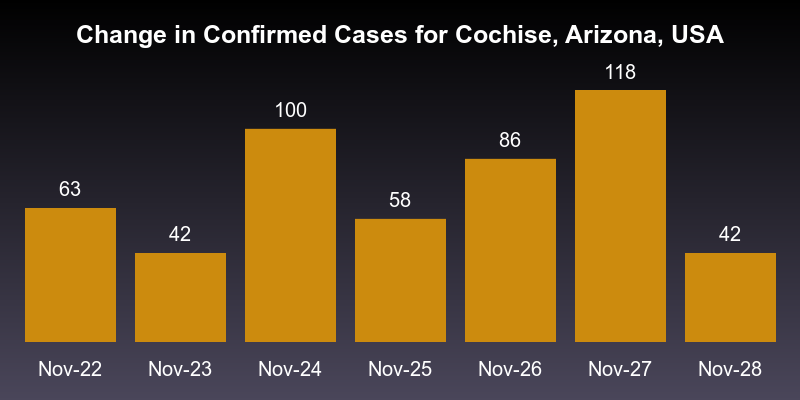 Change in Confirmed Cases for Cochise, Arizona, USA
63
42
100
58
86
118
42
Nov-22
Nov-23
Nov-24
Nov-25
Nov-26
Nov-27
Nov-28